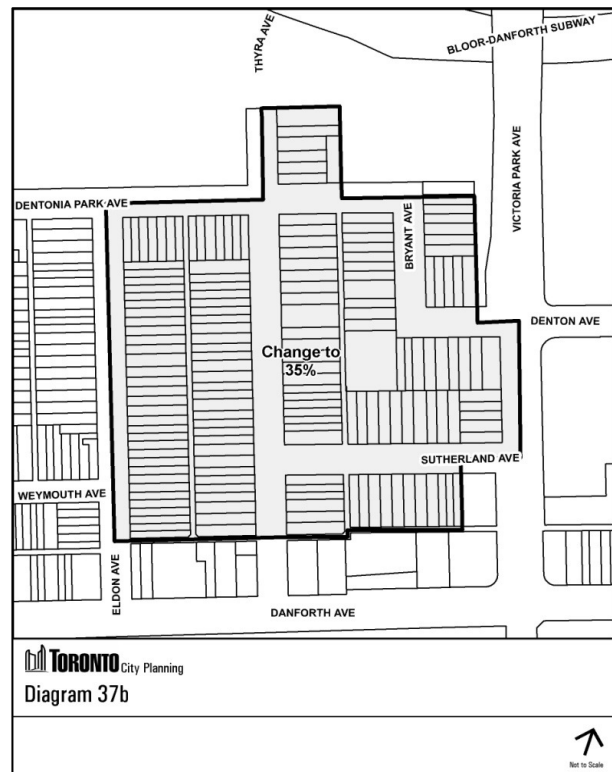 THYRA AVE
BLOOR-DANFORTH SUBWAY
VICTORIA PARK AVE
DENTONIA PARK AVE
BRYANT AVE
DENTON AVE
Change to
35%
SUTHERLAND AVE
WEYMOUTH AVE
ELDON AVE
DANFORTH AVE
TORONTO City Planning
Diagram 37b
Not to Scale